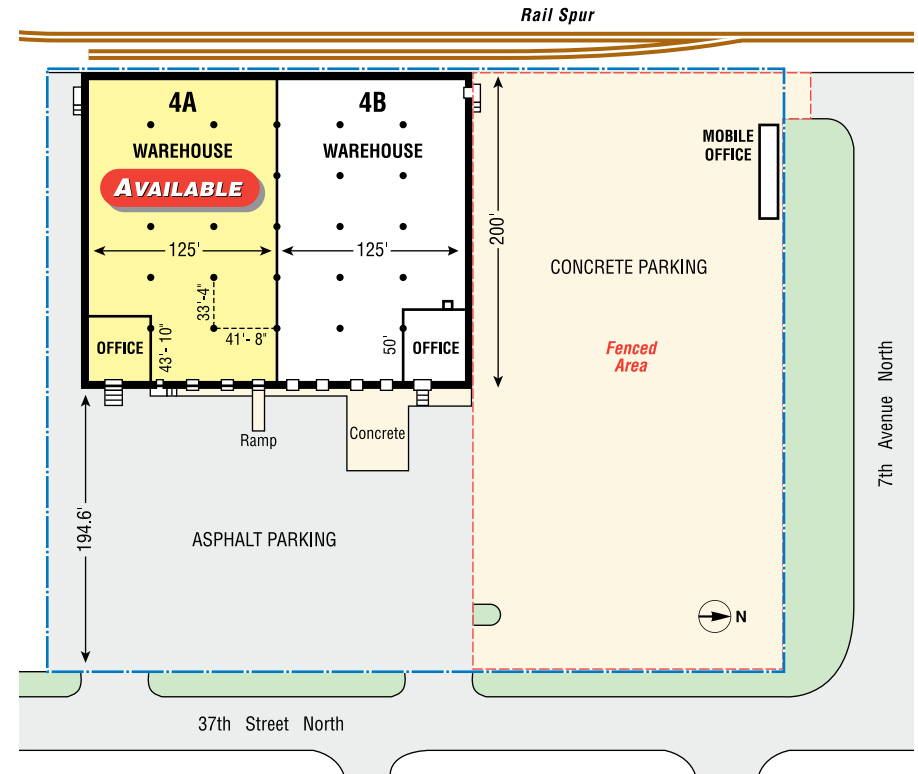 Rail Spur
4A
WAREHOUSE
AVAILABLE
125'
4B
WAREHOUSE
125'
200'
MOBILE
OFFICE
CONCRETE PARKING
33'-4"
41'- 8"
OFFICE
43'- 10"
50'
OFFICE
Fenced
Area
7th Avenue North
Ramp
Concrete
194.6'
ASPHALT PARKING
N
37th Street North